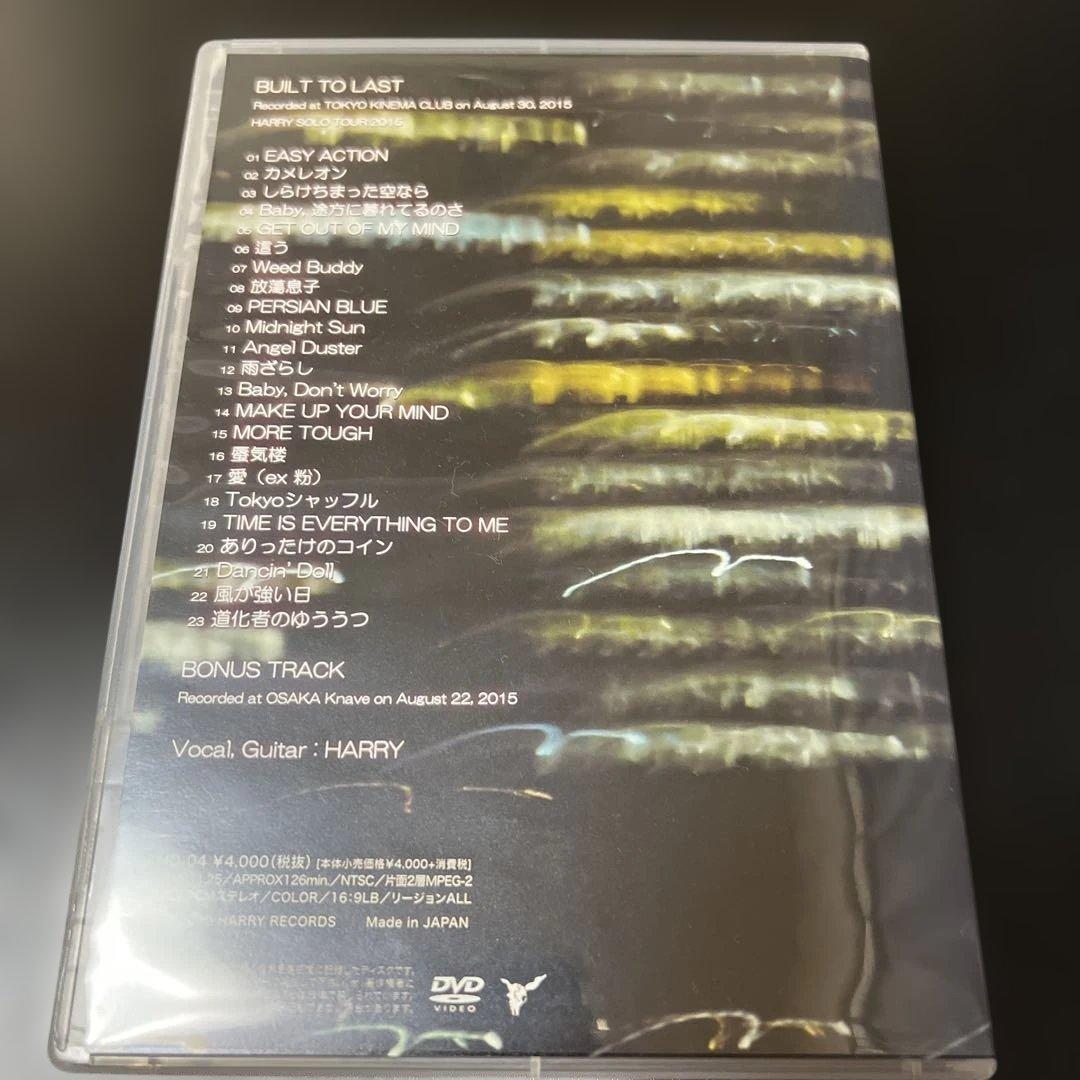 BUILT TO LAST
Recorded at TOKYO KINEMA CLUB on August 30, 2015
HARRY SOLO TOUR 2015
01 EASY ACTION
02 カメレオン
03 しらけちまった空なら
04 Baby, 途方に暮れてるのさ
05 GET OUT OF MY MIND
06 這う
07 Weed Buddy
08 放蕩息子
09 PERSIAN BLUE
10 Midnight Sun
11 Angel Duster
12 雨ざらし
13 Baby, Don't Worry
14 MAKE UP YOUR MIND
15 MORE TOUGH
16 蜃気楼
17 愛（ex 粉）
18 Tokyoシャッフル
19 TIME IS EVERYTHING TO ME
20 ありったけのコイン
21 Dancin' Doll
22 風が強い日
23 道化者のゆううつ
BONUS TRACK
Recorded at OSAKA Knave on August 22, 2015
Vocal, Guitar : HARRY
04 ¥4,000(税抜) [本体小売価格¥4,000+消費税]
/APPROX126min./NTSC/片面2層MPEG-2
ステレオ/COLOR/16:9LB/リージョンALL
HARRY RECORDS Made in JAPAN
DVD
VIDEO